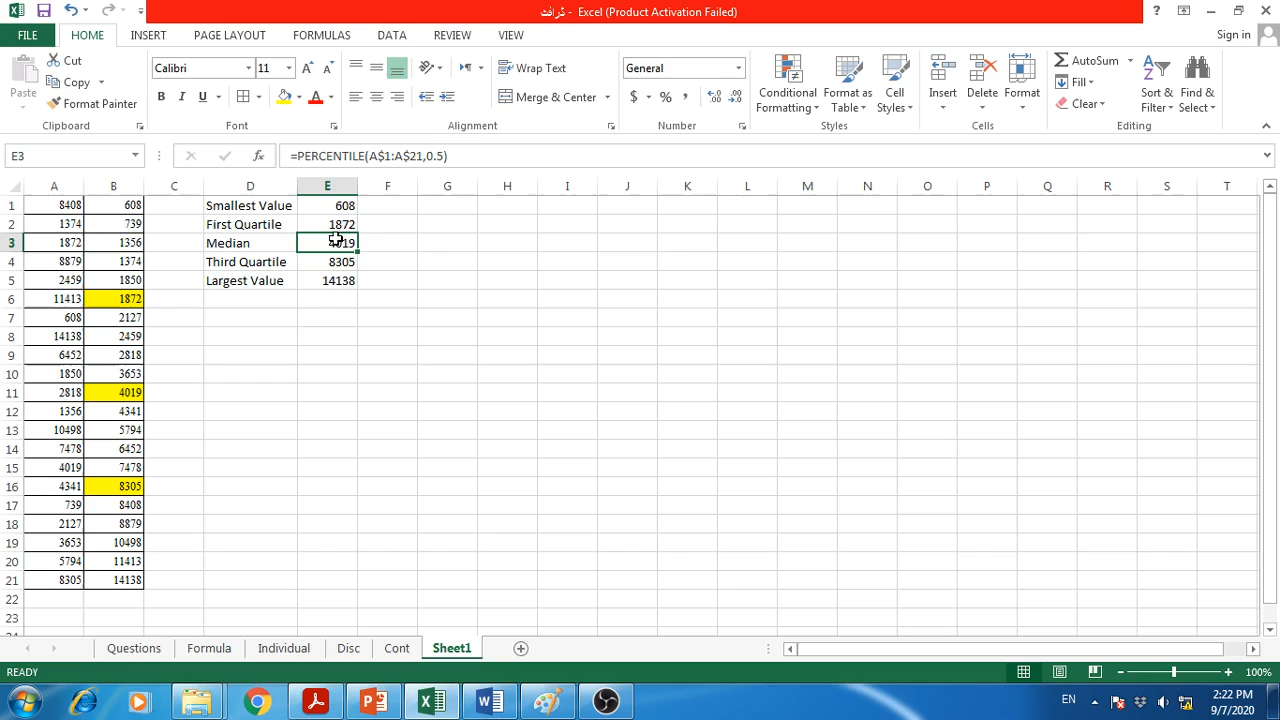 ذرافت - Excel (Product Activation Failed)
FILE HOME INSERT PAGE LAYOUT FORMULAS DATA REVIEW VIEW Sign in
Paste Cut Copy Format Painter
Calibri 11
B I U A
Wrap Text
Merge & Center
General
$ % ,
Conditional Formatting
Format as Table
Cell Styles
Insert Delete Format
AutoSum Fill Clear
Sort & Filter
Find & Select
Clipboard Font Alignment Number Styles Cells Editing
E3 fx =PERCENTILE(A$1:A$21,0.5)
A B C D E F G H I J K L M N O P Q R S T
1 8408 608 Smallest Value 608
2 1374 739 First Quartile 1872
3 1872 1356 Median 4019
4 8879 1374 Third Quartile 8305
5 2459 1850 Largest Value 14138
6 11413 1872
7 608 2127
8 14138 2459
9 6452 2818
10 1850 3653
11 2818 4019
12 1356 4341
13 10498 5794
14 7478 6452
15 4019 7478
16 4341 8305
17 739 8408
18 2127 8879
19 3653 10498
20 5794 11413
21 8305 14138
22
23
Questions Formula Individual Disc Cont Sheet1
READY 100%
EN 2:22 PM
9/7/2020